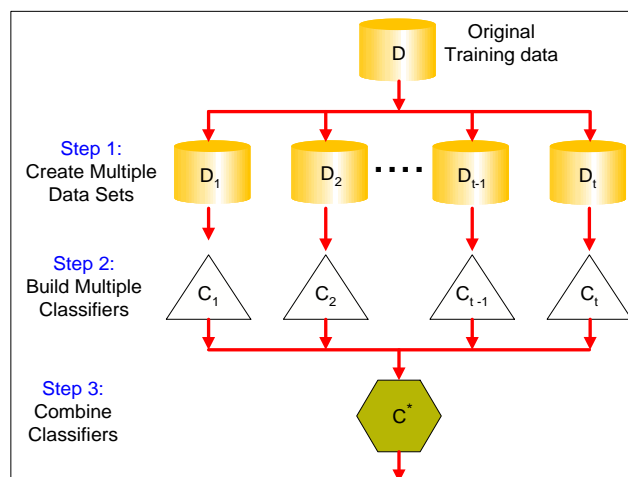 Original
Training data
D
Step 1:
Create Multiple
Data Sets
D1
D2
....
Dt-1
Dt
Step 2:
Build Multiple
Classifiers
C1
C2
Ct-1
Ct
Step 3:
Combine
Classifiers
C*